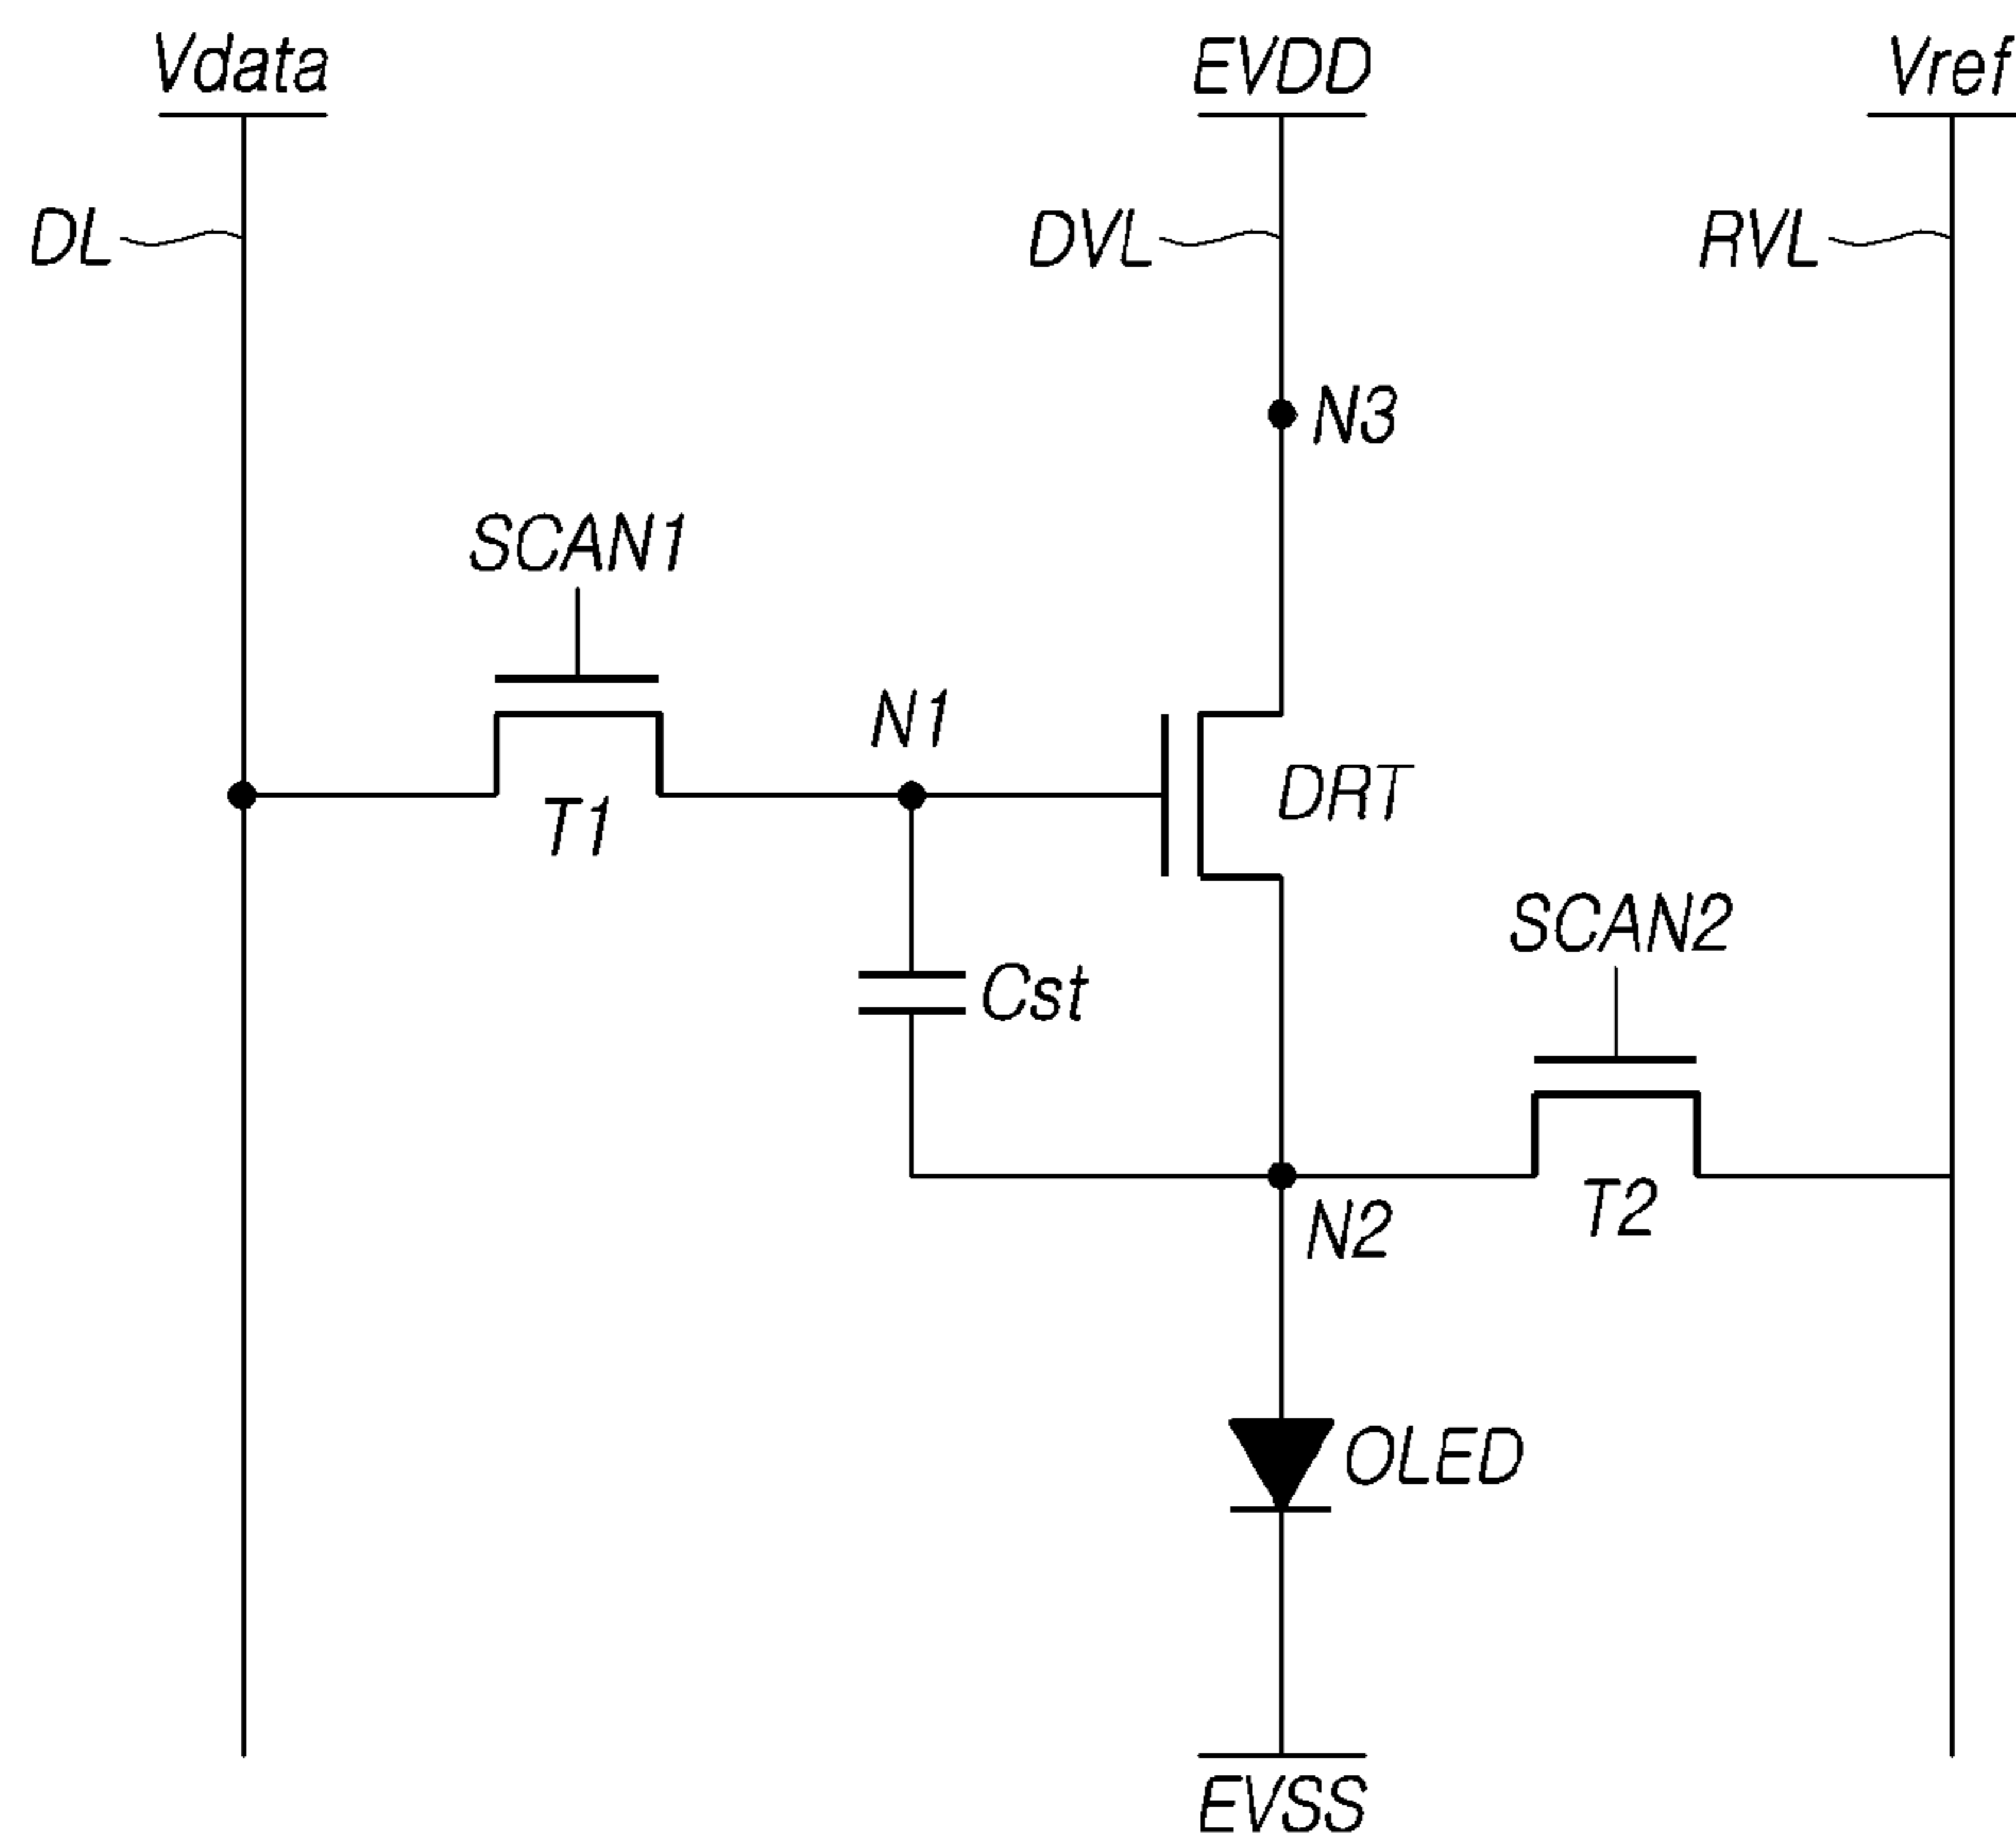 Vdata
EVDD
Vref
DL
DVL
RVL
N3
SCAN1
N1
DRT
T1
SCAN2
Cst
T2
N2
OLED
EVSS